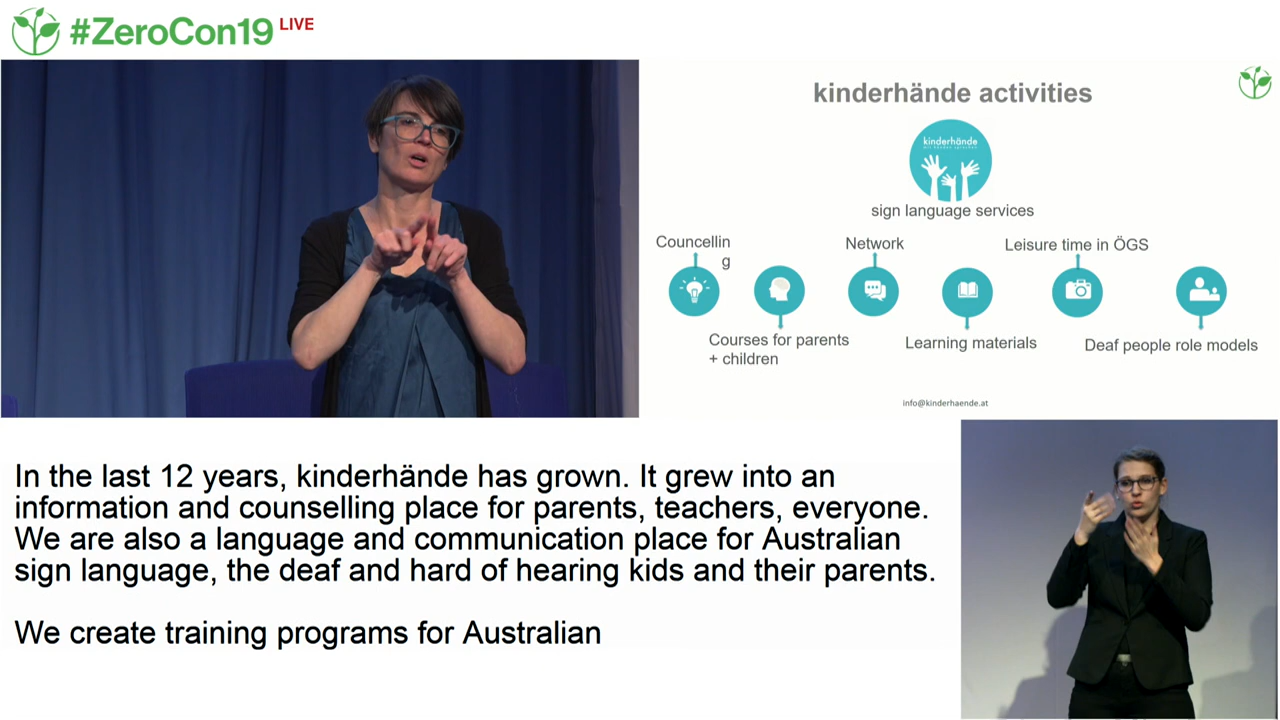 #ZeroCon19 LIVE
kinderhände activities
kinderhände
sign language services
Councellin
g
Network
Leisure time in ÖGS
Courses for parents
+ children
Learning materials
Deaf people role models
info@kinderhaende.at
In the last 12 years, kinderhände has grown. It grew into an
information and counselling place for parents, teachers, everyone.
We are also a language and communication place for Australian
sign language, the deaf and hard of hearing kids and their parents.
We create training programs for Australian